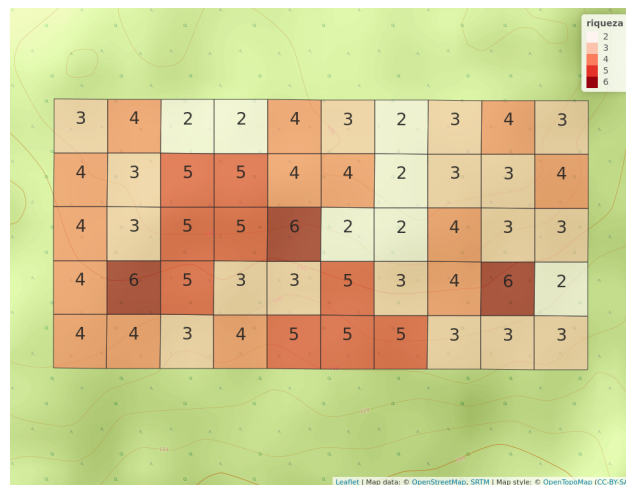 riqueza
2
3
4
5
6
3 4 2 2 4 3 2 3 4 3
4 3 5 5 4 4 2 3 3 4
4 3 5 5 6 2 2 4 3 3
4 6 5 3 3 5 3 4 6 2
4 4 3 4 5 5 5 3 3 3
Leaflet | Map data: © OpenStreetMap, SRTM | Map style: © OpenTopoMap (CC-BY-SA